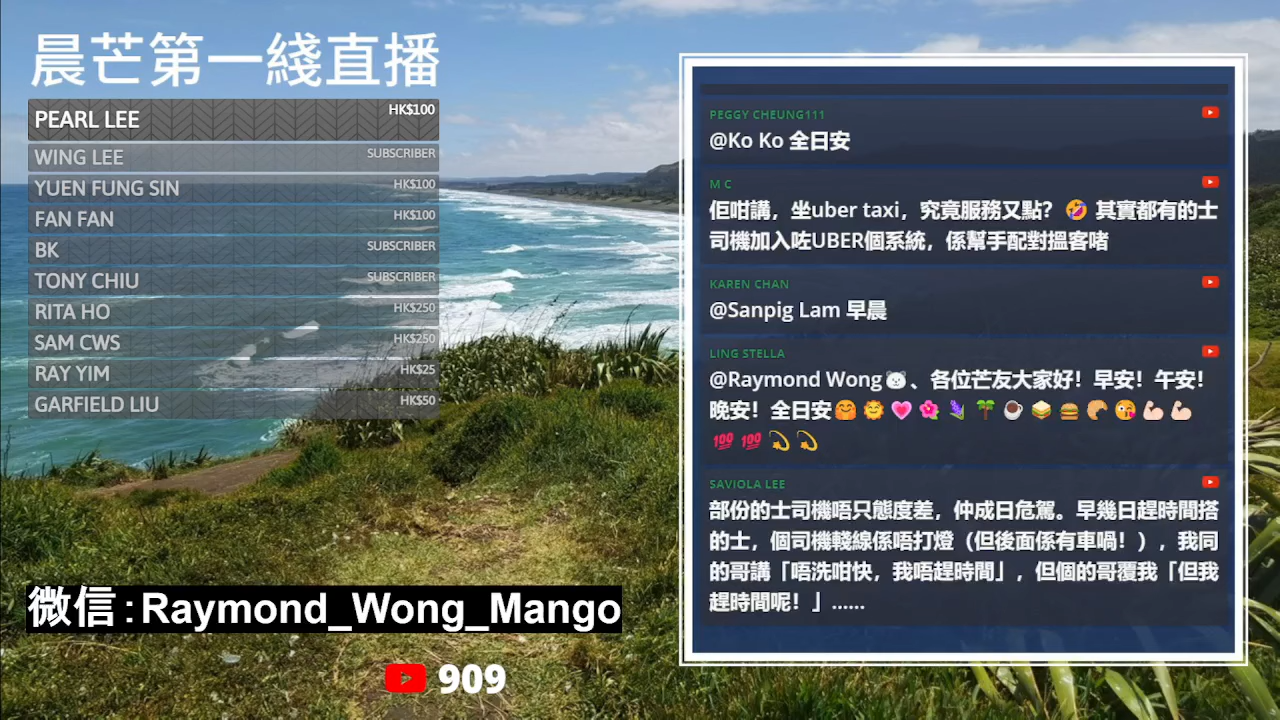 晨芒第一綫直播
PEARL LEE HK$100
WING LEE SUBSCRIBER
YUEN FUNG SIN HK$100
FAN FAN HK$100
BK SUBSCRIBER
TONY CHIU SUBSCRIBER
RITA HO HK$250
SAM CWS HK$250
RAY YIM HK$25
GARFIELD LIU HK$50
微信:Raymond_Wong_Mango
909
PEGGY CHEUNG111
@Ko Ko 全日安
M C
佢咁講，坐uber taxi，究竟服務又點？🤣 其實都有的士
司機加入咗UBER個系統，係幫手配對搵客啫
KAREN CHAN
@Sanpig Lam 早晨
LING STELLA
@Raymond Wong🐻‍❄️、各位芒友大家好！早安！午安！
晚安！全日安🤗🌞💗🌺🪻🌴☕🥪🍔🥐😘💪🏻💪🏻
💯💯💫💫
SAVIOLA LEE
部份的士司機唔只態度差，仲成日危駕。早幾日趕時間搭
的士，個司機輚線係唔打燈（但後面係有車喎！），我同
的哥講「唔洗咁快，我唔趕時間」，但個的哥覆我「但我
趕時間呢！」……